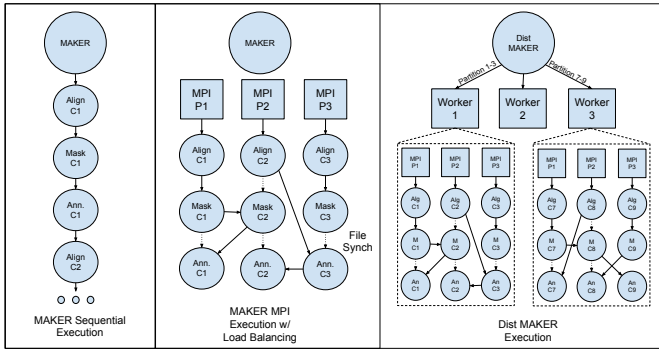 MAKER
Align
C1
Mask
C1
Ann.
C1
Align
C2
MAKER Sequential
Execution
MAKER
MPI
P1
MPI
P2
MPI
P3
Align
C1
Align
C2
Align
C3
Mask
C1
Mask
C2
Mask
C3
File
Synch
Ann.
C1
Ann.
C2
Ann.
C3
MAKER MPI
Execution w/
Load Balancing
Dist
MAKER
Partition 1-3
Partition 7-9
Worker
1
Worker
2
Worker
3
MPI
P1
MPI
P2
MPI
P3
Alg
C1
Alg
C2
Alg
C3
M
C1
M
C2
M
C3
An
C1
An
C2
An
C3
MPI
P1
MPI
P2
MPI
P3
Alg
C7
Alg
C8
Alg
C9
M
C7
M
C8
M
C9
An
C7
An
C8
An
C9
Dist MAKER
Execution